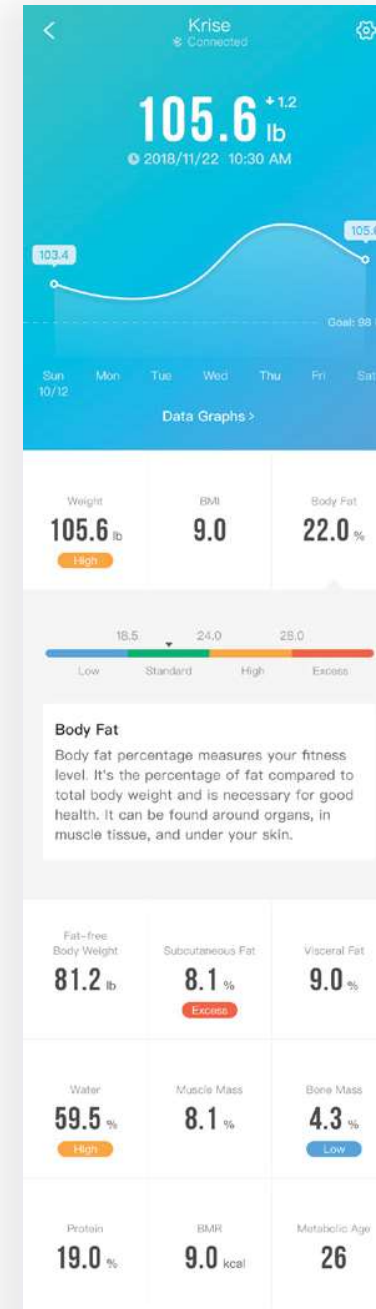 Krise
Connected
105.6 lb +1.2
2018/11/22 10:30 AM
103.4
105.6
Goal: 98
Sun Mon Tue Wed Thu Fri Sat
10/12
Data Graphs >
Weight BMI Body Fat
105.6 lb 9.0 22.0 %
High
18.5 24.0 28.0
Low Standard High Excess
Body Fat
Body fat percentage measures your fitness
level. It's the percentage of fat compared to
total body weight and is necessary for good
health. It can be found around organs, in
muscle tissue, and under your skin.
Fat-free
Body Weight Subcutaneous Fat Visceral Fat
81.2 lb 8.1 % 9.0 %
Excess
Water Muscle Mass Bone Mass
59.5 % 8.1 % 4.3 %
High Low
Protein BMR Metabolic Age
19.0 % 9.0 kcal 26